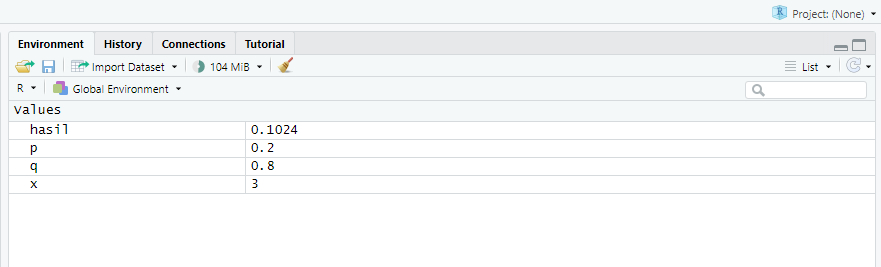 R Project: (None)
Environment History Connections Tutorial
Import Dataset 104 MiB List
R Global Environment
Values
hasil 0.1024
p 0.2
q 0.8
x 3